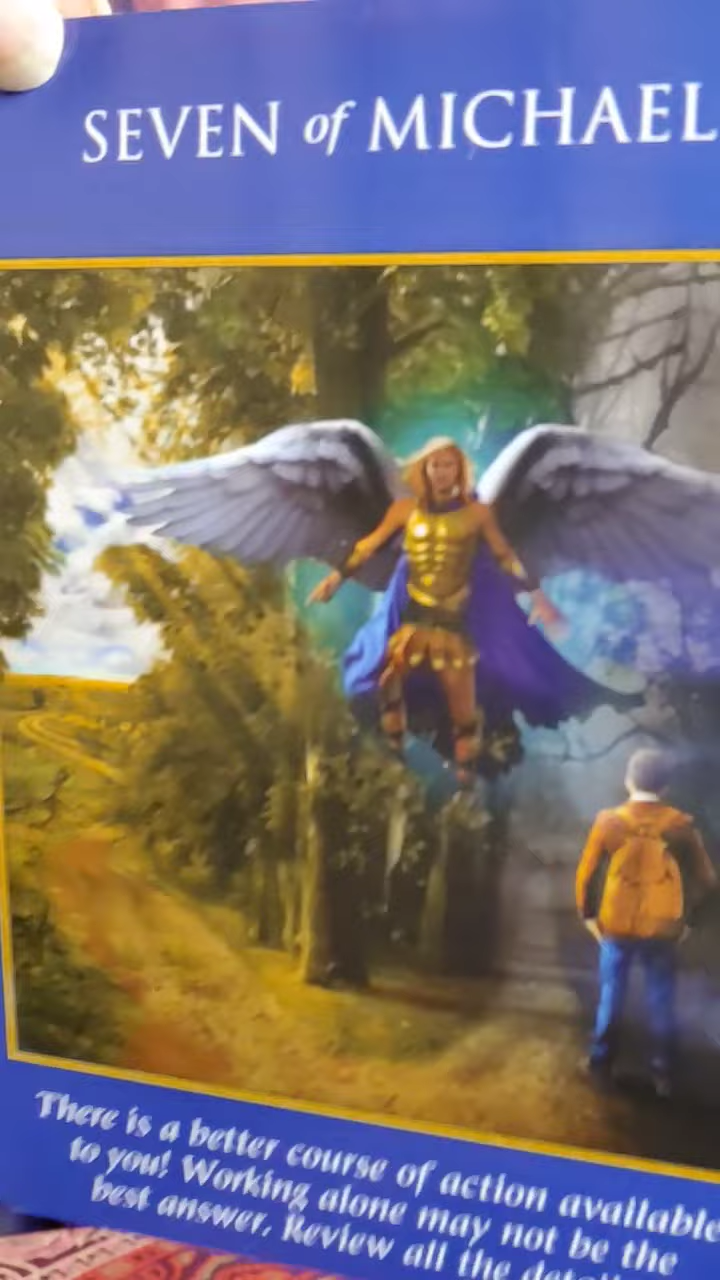 SEVEN of MICHAEL
There is a better course of action available
to you! Working alone may not be the
best answer. Review all the